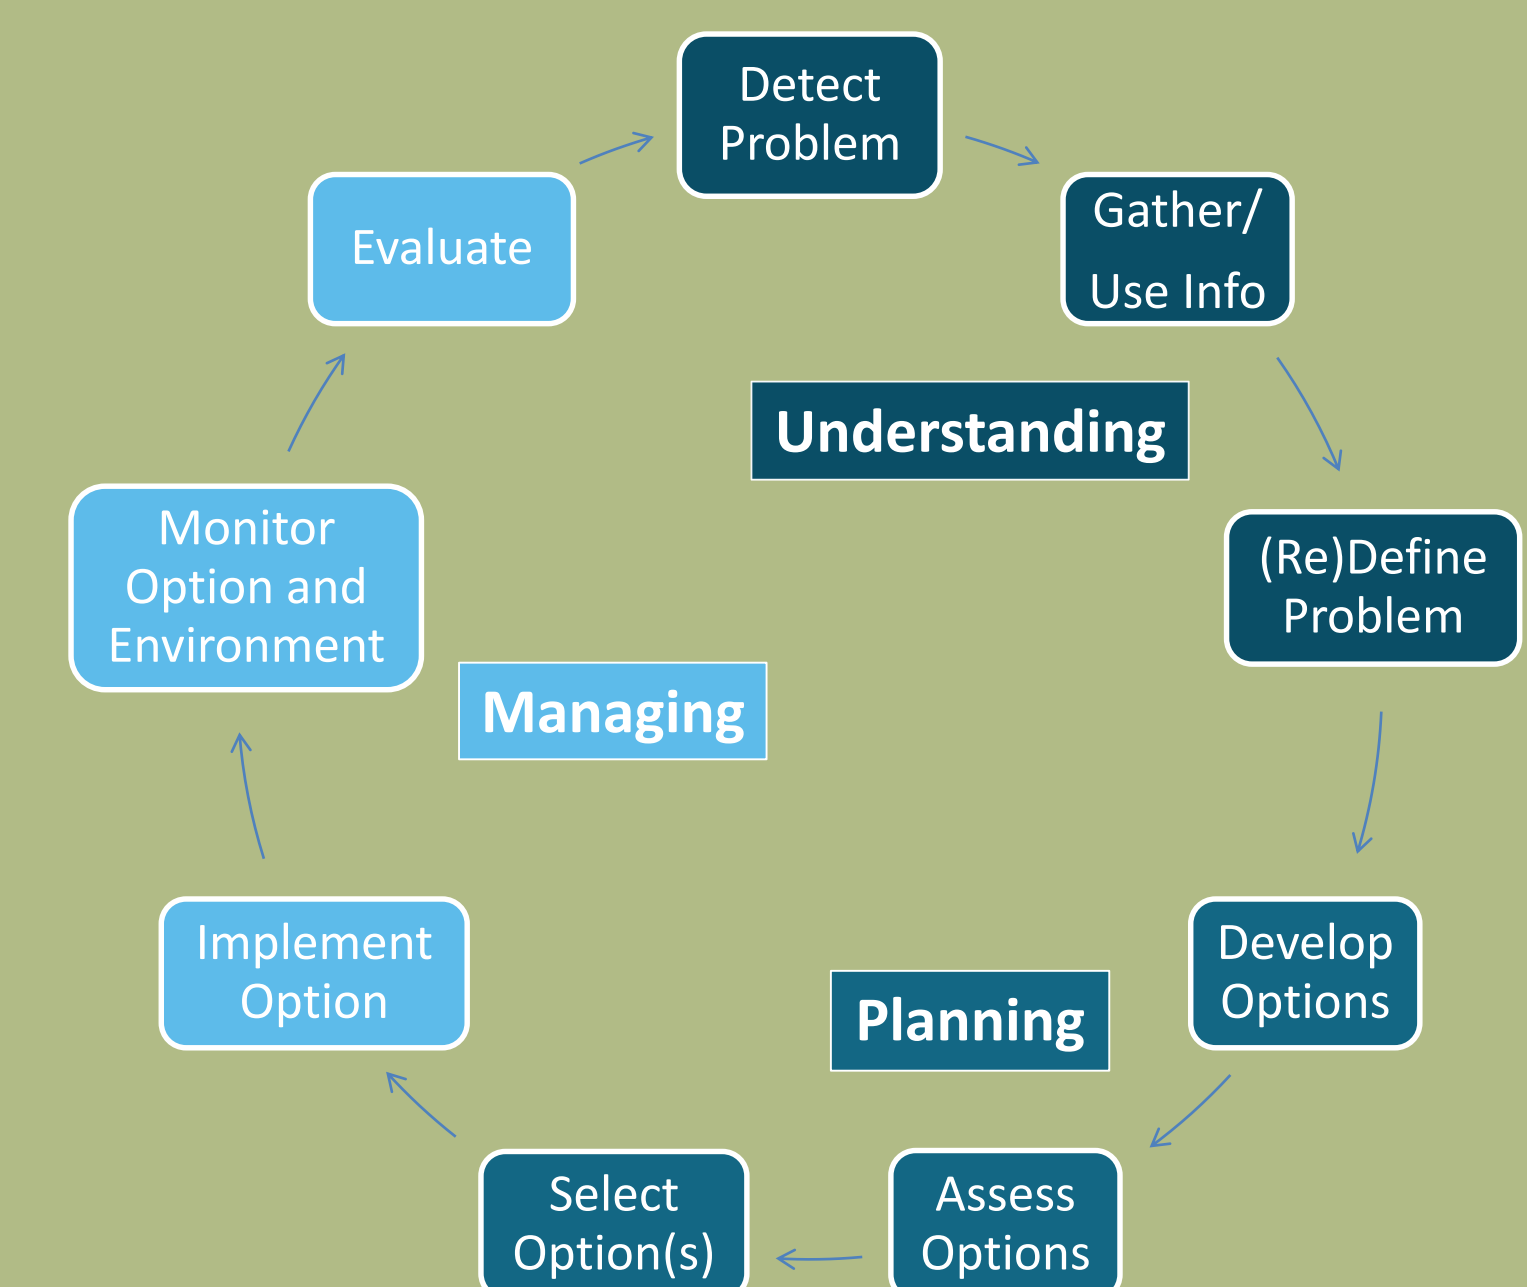 Detect
Problem
Gather/
Use Info
Evaluate
Understanding
(Re)Define
Problem
Monitor
Option and
Environment
Managing
Develop
Options
Implement
Option
Planning
Assess
Options
Select
Option(s)